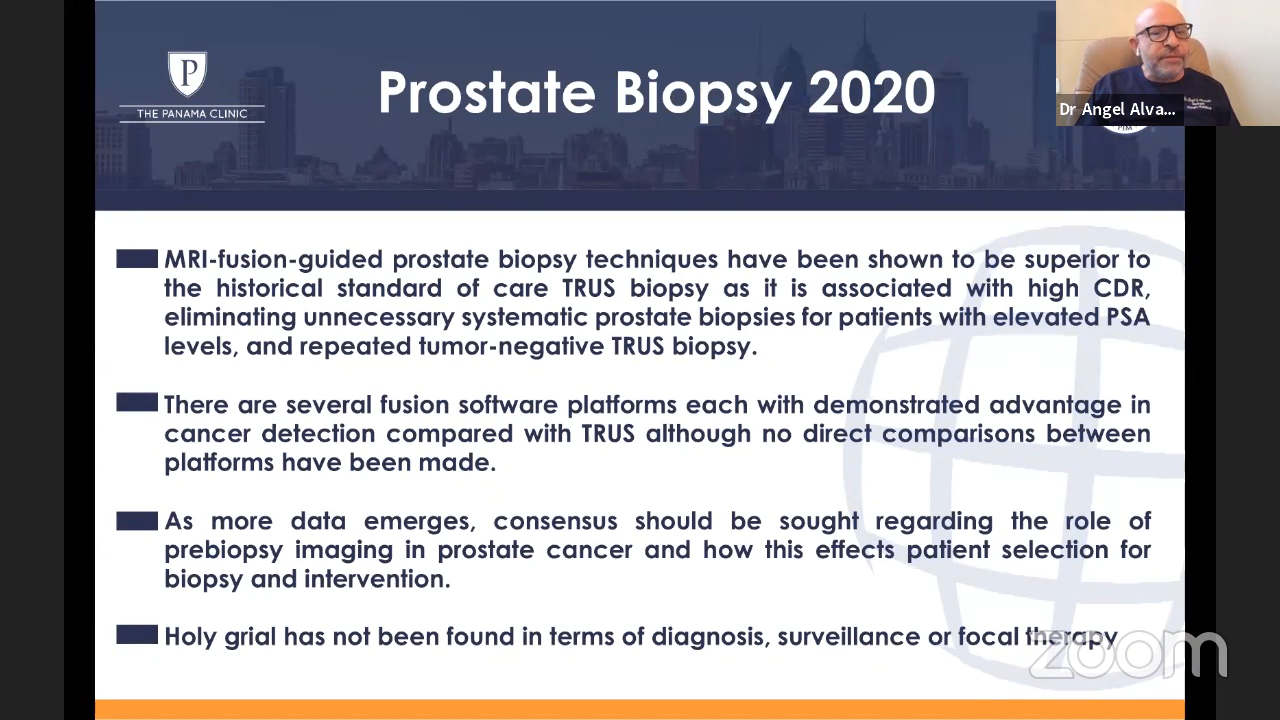 P
THE PANAMA CLINIC
Prostate Biopsy 2020
Dr Angel Alva...
PIM
MRI-fusion-guided prostate biopsy techniques have been shown to be superior to
the historical standard of care TRUS biopsy as it is associated with high CDR,
eliminating unnecessary systematic prostate biopsies for patients with elevated PSA
levels, and repeated tumor-negative TRUS biopsy.
There are several fusion software platforms each with demonstrated advantage in
cancer detection compared with TRUS although no direct comparisons between
platforms have been made.
As more data emerges, consensus should be sought regarding the role of
prebiopsy imaging in prostate cancer and how this effects patient selection for
biopsy and intervention.
Holy grial has not been found in terms of diagnosis, surveillance or focal therapy
zoom